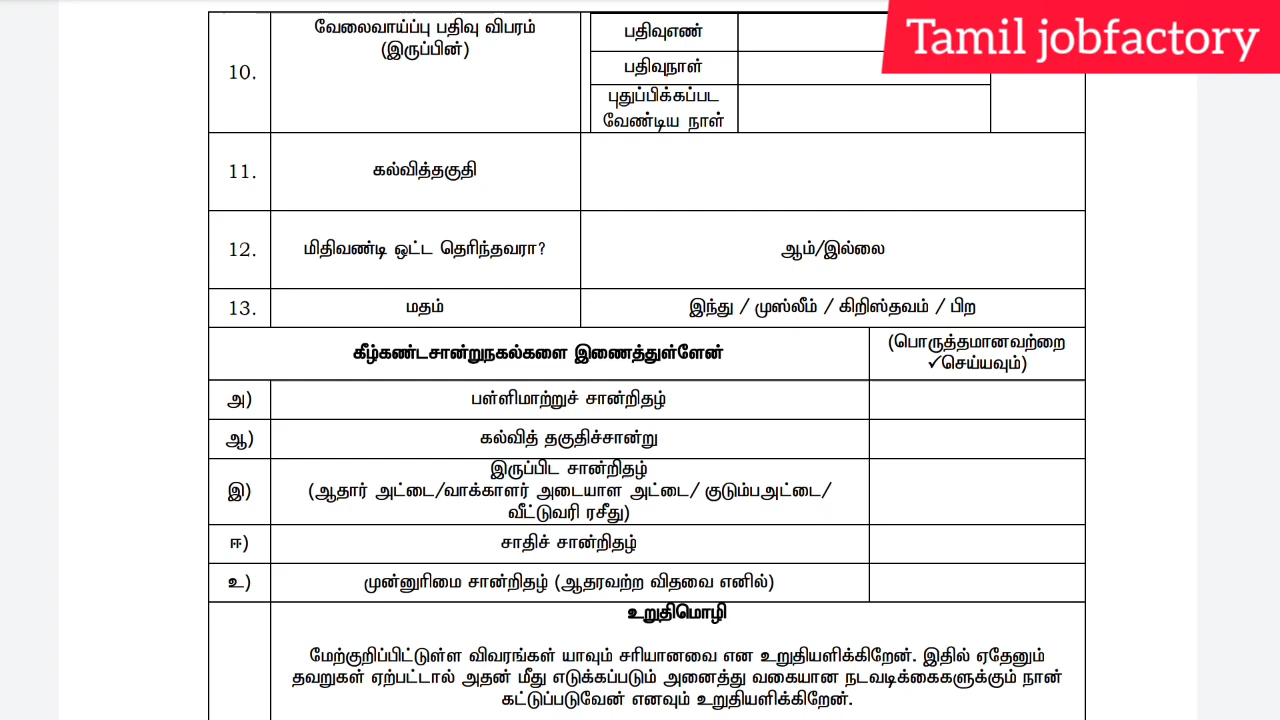 Tamil jobfactory
10.
வேலைவாய்ப்பு பதிவு விபரம்
(இருப்பின்)
பதிவுஎண்
பதிவுநாள்
புதுப்பிக்கப்பட
வேண்டிய நாள்
11.
கல்வித்தகுதி
12.
மிதிவண்டி ஒட்ட தெரிந்தவரா?
ஆம்/இல்லை
13.
மதம்
இந்து / முஸ்லீம் / கிறிஸ்தவம் / பிற
கீழ்கண்டசான்றுநகல்களை இணைத்துள்ளேன்
(பொருத்தமானவற்றை
✓செய்யவும்)
அ)
பள்ளிமாற்றுச் சான்றிதழ்
ஆ)
கல்வித் தகுதிச்சான்று
இ)
இருப்பிட சான்றிதழ்
(ஆதார் அட்டை/வாக்காளர் அடையாள அட்டை/ குடும்பஅட்டை/
வீட்டுவரி ரசீது)
ஈ)
சாதிச் சான்றிதழ்
உ)
முன்னுரிமை சான்றிதழ் (ஆதரவற்ற விதவை எனில்)
உறுதிமொழி
மேற்குறிப்பிட்டுள்ள விவரங்கள் யாவும் சரியானவை என உறுதியளிக்கிறேன். இதில் ஏதேனும்
தவறுகள் ஏற்பட்டால் அதன் மீது எடுக்கப்படும் அனைத்து வகையான நடவடிக்கைகளுக்கும் நான்
கட்டுப்படுவேன் எனவும் உறுதியளிக்கிறேன்.